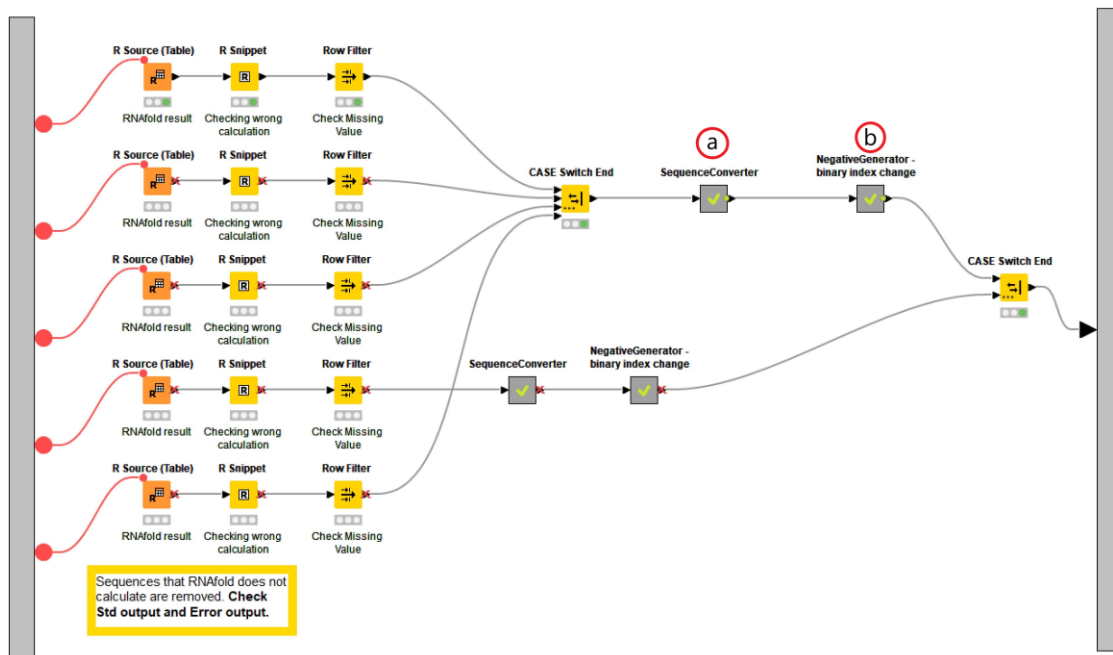 R Source (Table)
R Snippet
Row Filter
RNAfold result
Checking wrong
calculation
Check Missing
Value
R Source (Table)
R Snippet
Row Filter
RNAfold result
Checking wrong
calculation
Check Missing
Value
R Source (Table)
R Snippet
Row Filter
RNAfold result
Checking wrong
calculation
Check Missing
Value
R Source (Table)
R Snippet
Row Filter
RNAfold result
Checking wrong
calculation
Check Missing
Value
R Source (Table)
R Snippet
Row Filter
RNAfold result
Checking wrong
calculation
Check Missing
Value
CASE Switch End
a
SequenceConverter
b
NegativeGenerator -
binary index change
CASE Switch End
SequenceConverter
NegativeGenerator -
binary index change
Sequences that RNAfold does not
calculate are removed. Check
Std output and Error output.